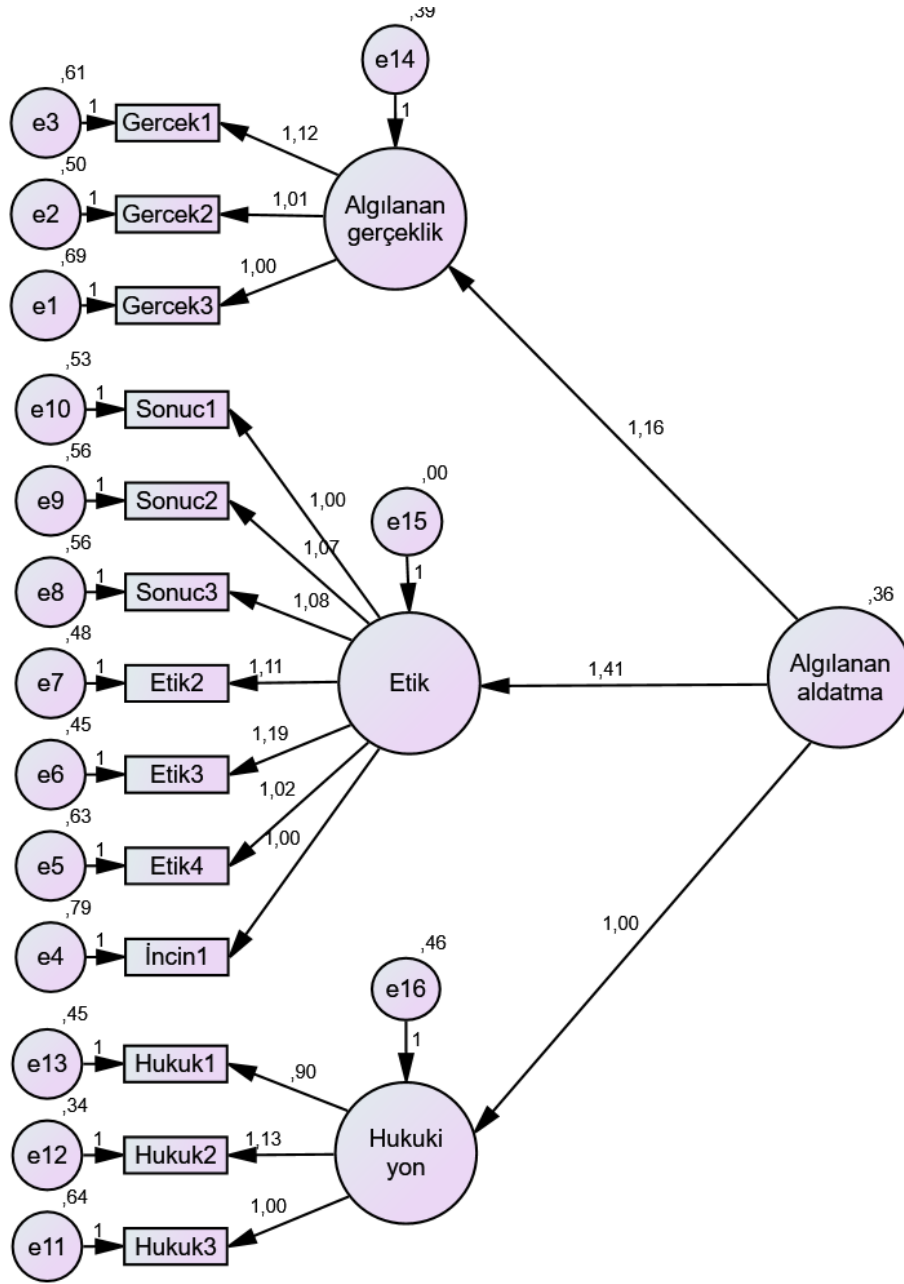 ,39
e14
1
,61
e3
1
Gercek1
1,12
,50
e2
1
Gercek2
1,01
Algılanan
gerçeklik
,69
e1
1
Gercek3
1,00
,53
e10
1
Sonuc1
1,00
1,16
,56
e9
1
Sonuc2
1,07
,00
e15
1
,56
e8
1
Sonuc3
1,08
,48
e7
1
Etik2
1,11
Etik
1,41
,36
Algılanan
aldatma
,45
e6
1
Etik3
1,19
,63
e5
1
Etik4
1,02
1,00
,79
e4
1
İncin1
1,00
,46
e16
1
,45
e13
1
Hukuk1
,90
,34
e12
1
Hukuk2
1,13
Hukuki
yon
,64
e11
1
Hukuk3
1,00